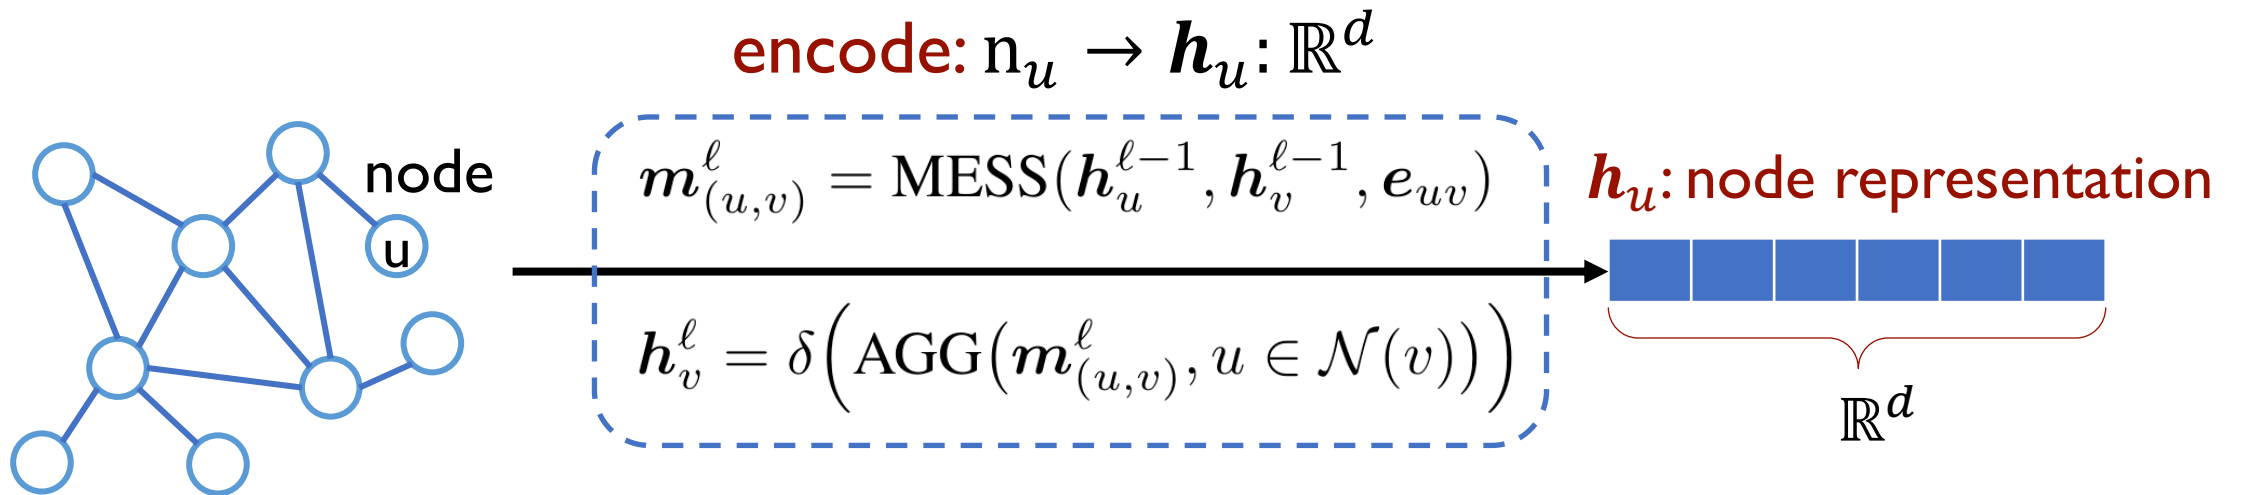 encode: n_u → h_u: ℝ^d
node
u
m^ℓ_(u,v) = MESS(h^{ℓ−1}_u, h^{ℓ−1}_v, e_uv)
h^ℓ_v = δ(AGG(m^ℓ_(u,v), u ∈ 𝒩(v)))
h_u: node representation
ℝ^d